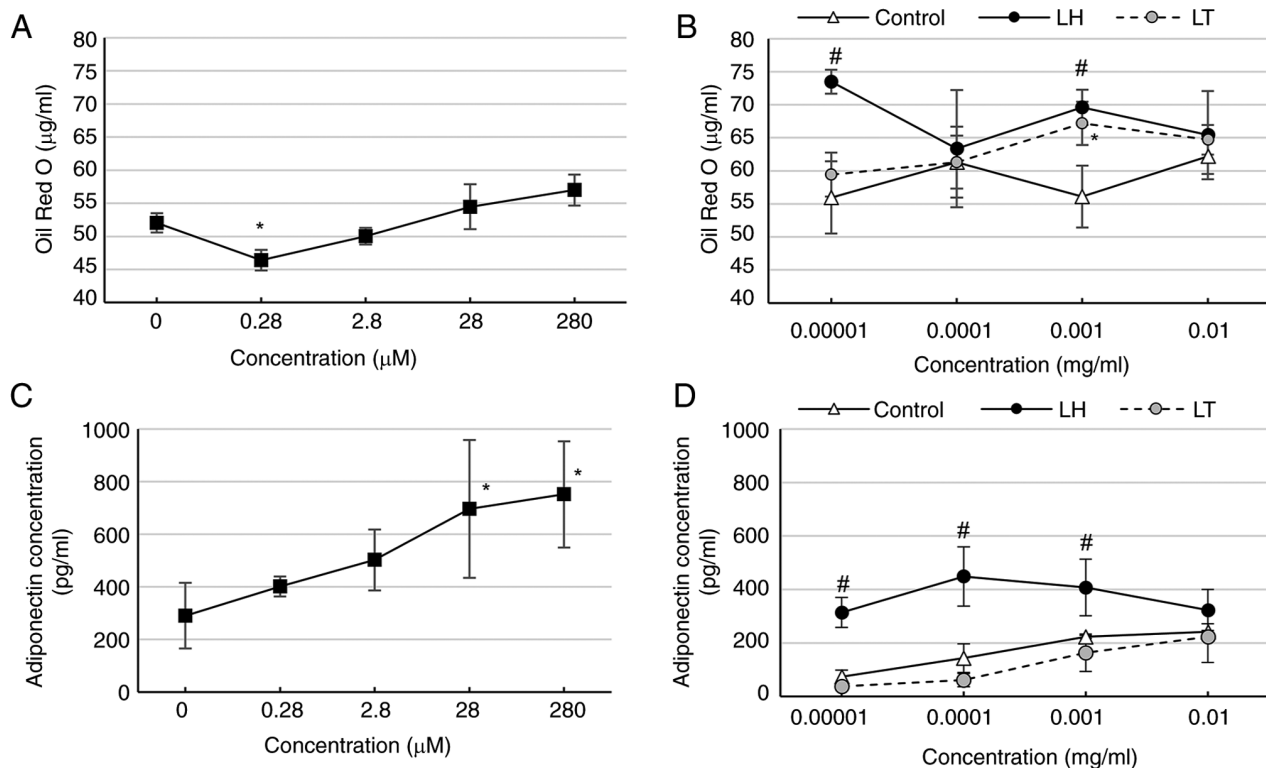 A
80
75
70
65
60
55
50
45
40
Oil Red O (μg/ml)
*
0 0.28 2.8 28 280
Concentration (μM)
B
Control LH LT
80
75
70
65
60
55
50
45
40
Oil Red O (μg/ml)
# #
*
0.00001 0.0001 0.001 0.01
Concentration (mg/ml)
C
1000
800
600
400
200
0
Adiponectin concentration
(pg/ml)
* *
0 0.28 2.8 28 280
Concentration (μM)
D
Control LH LT
1000
800
600
400
200
0
Adiponectin concentration
(pg/ml)
# # #
0.00001 0.0001 0.001 0.01
Concentration (mg/ml)